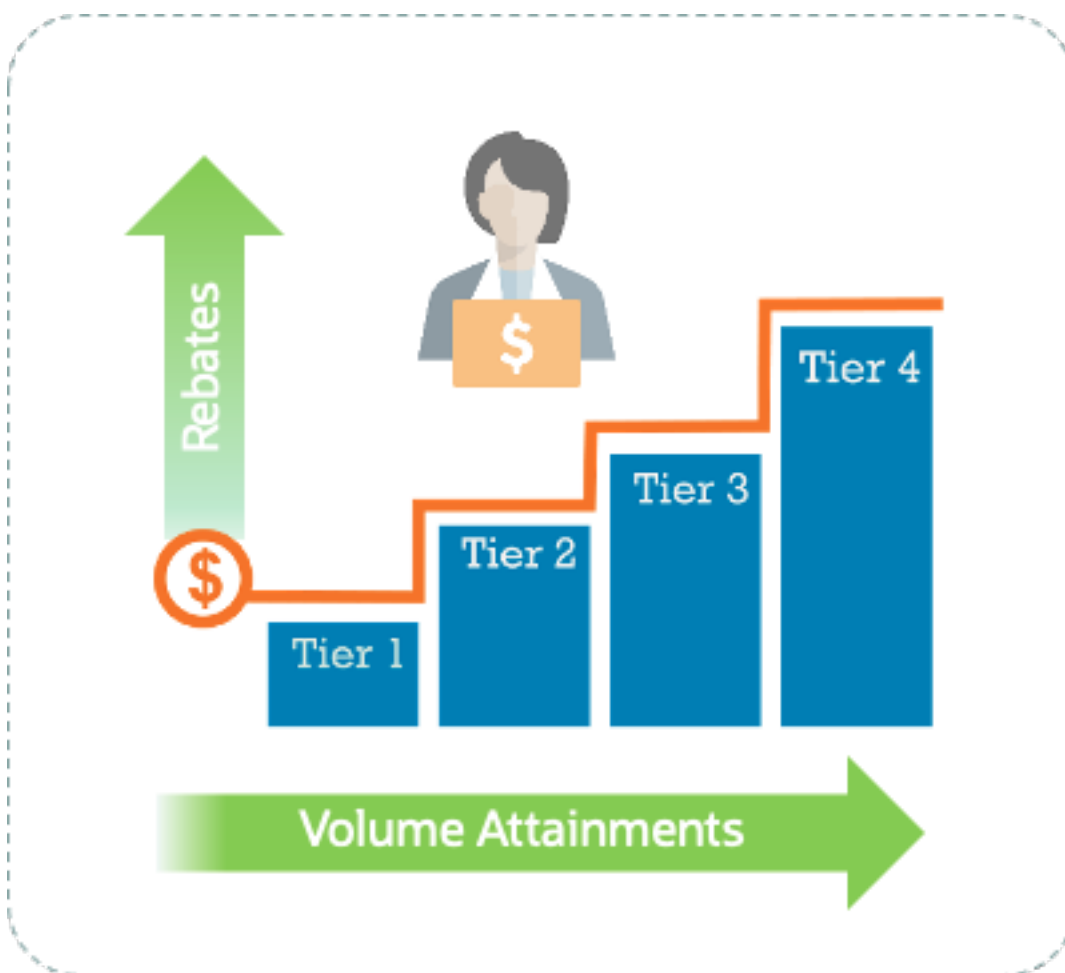 Rebates
$
$
Tier 1
Tier 2
Tier 3
Tier 4
Volume Attainments